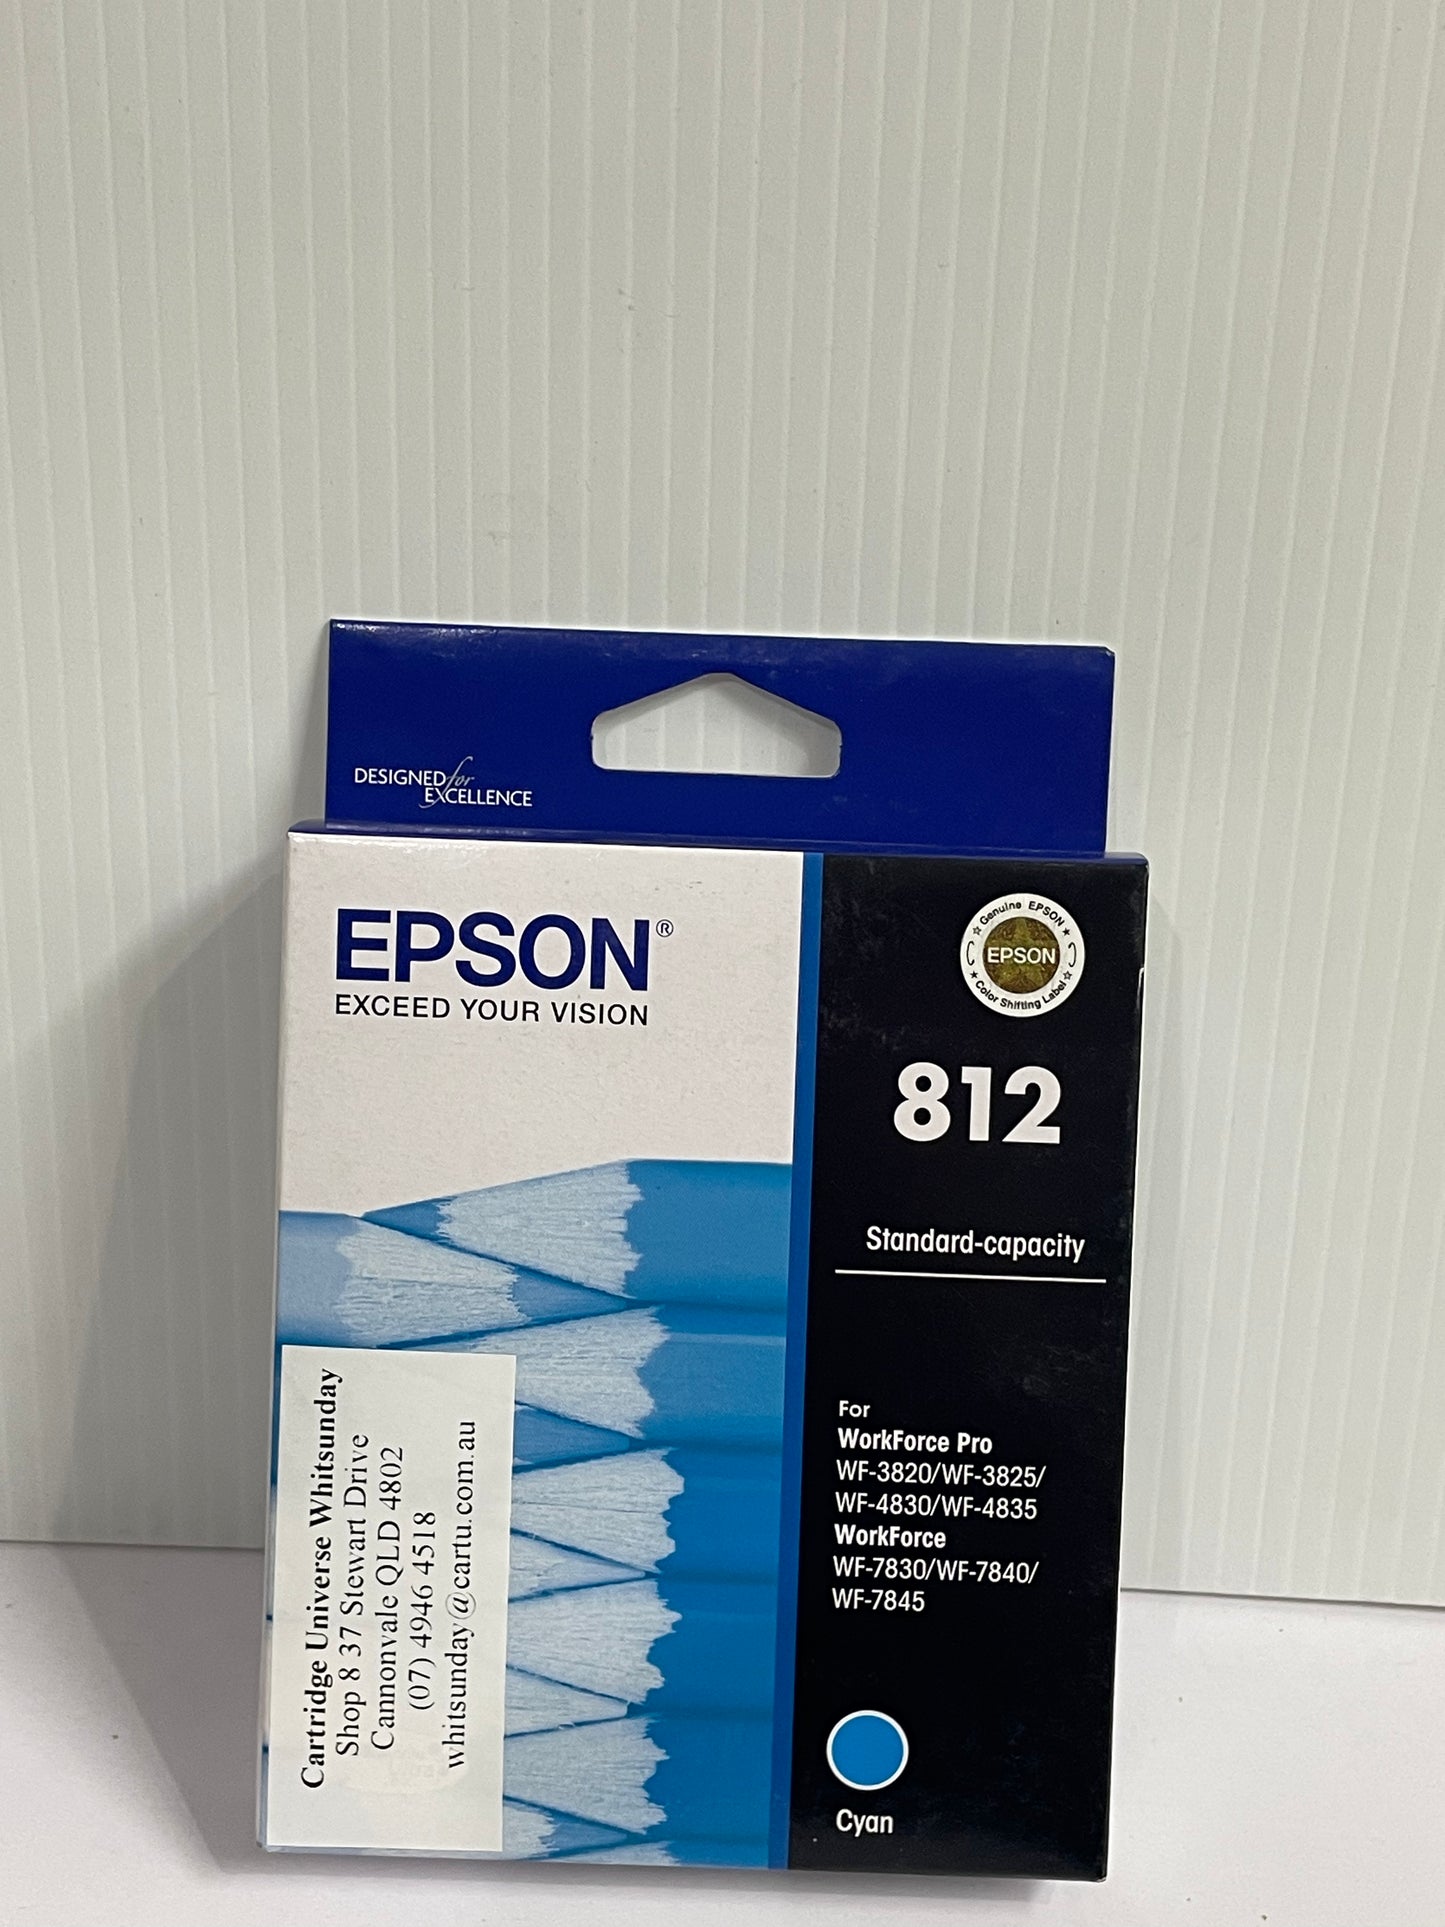 DESIGNED for
EXCELLENCE
EPSON®
EXCEED YOUR VISION
Genuine EPSON
EPSON
Color Shifting Label
812
Standard-capacity
For
WorkForce Pro
WF-3820/WF-3825/
WF-4830/WF-4835
WorkForce
WF-7830/WF-7840/
WF-7845
Cyan
Cartridge Universe Whitsunday
Shop 8 37 Stewart Drive
Cannonvale QLD 4802
(07) 4946 4518
whitsunday@cartu.com.au